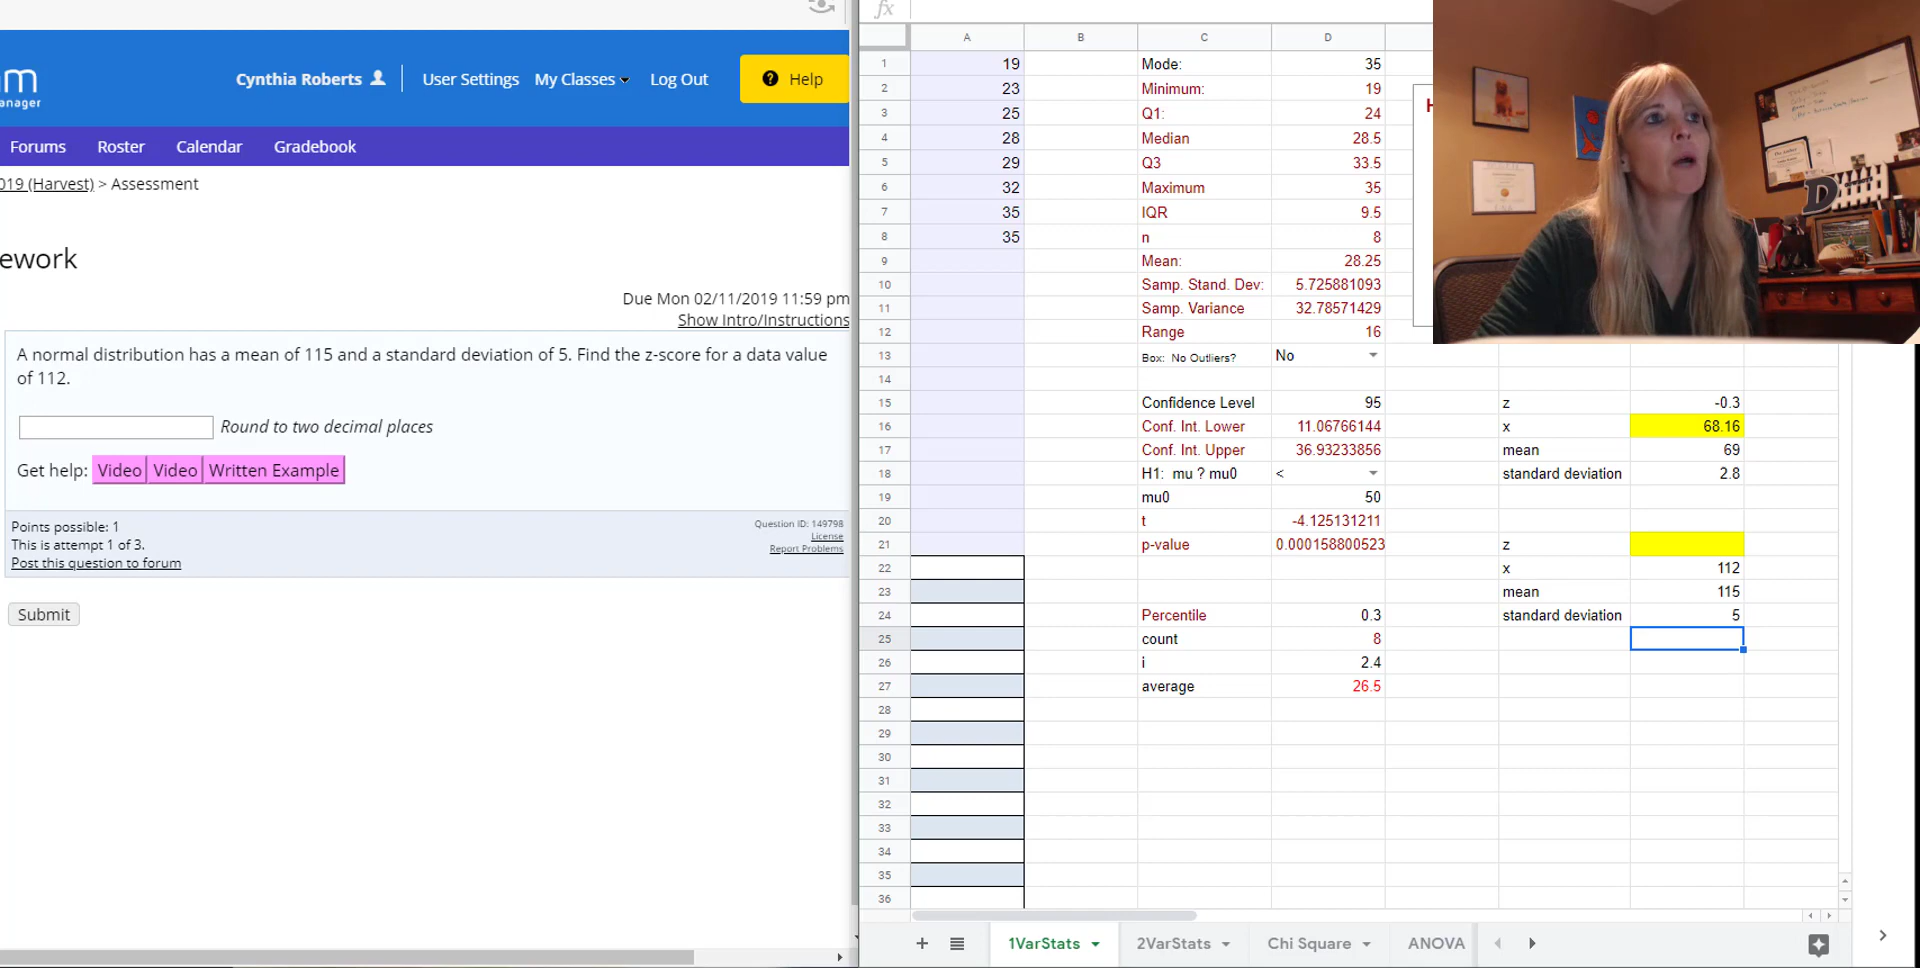 m
anager
Cynthia Roberts
User Settings
My Classes
Log Out
? Help
Forums
Roster
Calendar
Gradebook
019 (Harvest) > Assessment
ework
Due Mon 02/11/2019 11:59 pm
Show Intro/Instructions
A normal distribution has a mean of 115 and a standard deviation of 5. Find the z-score for a data value
of 112.
Round to two decimal places
Get help: Video Video Written Example
Points possible: 1
This is attempt 1 of 3.
Post this question to forum
Question ID: 149798
License
Report Problems
Submit
fx
A B C D
1 19 Mode: 35
2 23 Minimum: 19
3 25 Q1: 24
4 28 Median 28.5
5 29 Q3 33.5
6 32 Maximum 35
7 35 IQR 9.5
8 35 n 8
9 Mean: 28.25
10 Samp. Stand. Dev: 5.725881093
11 Samp. Variance 32.78571429
12 Range 16
13 Box: No Outliers? No
14
15 Confidence Level 95 z -0.3
16 Conf. Int. Lower 11.06766144 x 68.16
17 Conf. Int. Upper 36.93233856 mean 69
18 H1: mu ? mu0 < standard deviation 2.8
19 mu0 50
20 t -4.125131211
21 p-value 0.000158800523 z
22 x 112
23 mean 115
24 Percentile 0.3 standard deviation 5
25 count 8
26 i 2.4
27 average 26.5
28
29
30
31
32
33
34
35
36
+ 1VarStats 2VarStats Chi Square ANOVA
D